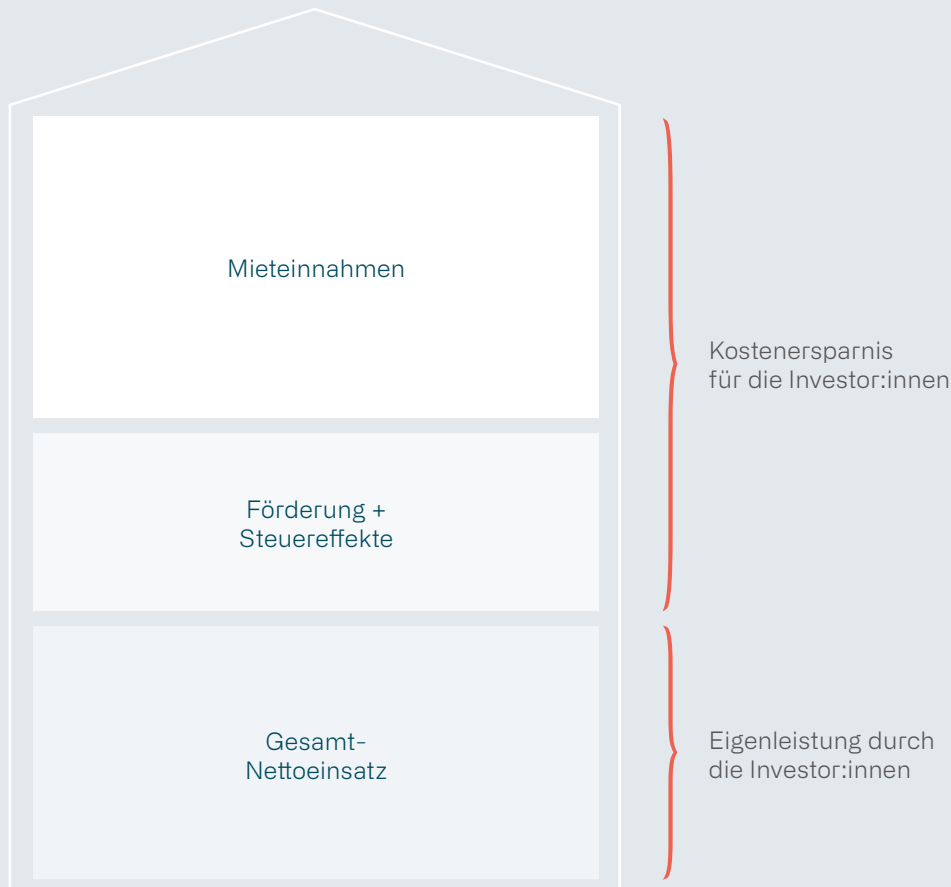 Mieteinnahmen
Kostenersparnis
für die Investor:innen
Förderung +
Steuereffekte
Gesamt-
Nettoeinsatz
Eigenleistung durch
die Investor:innen